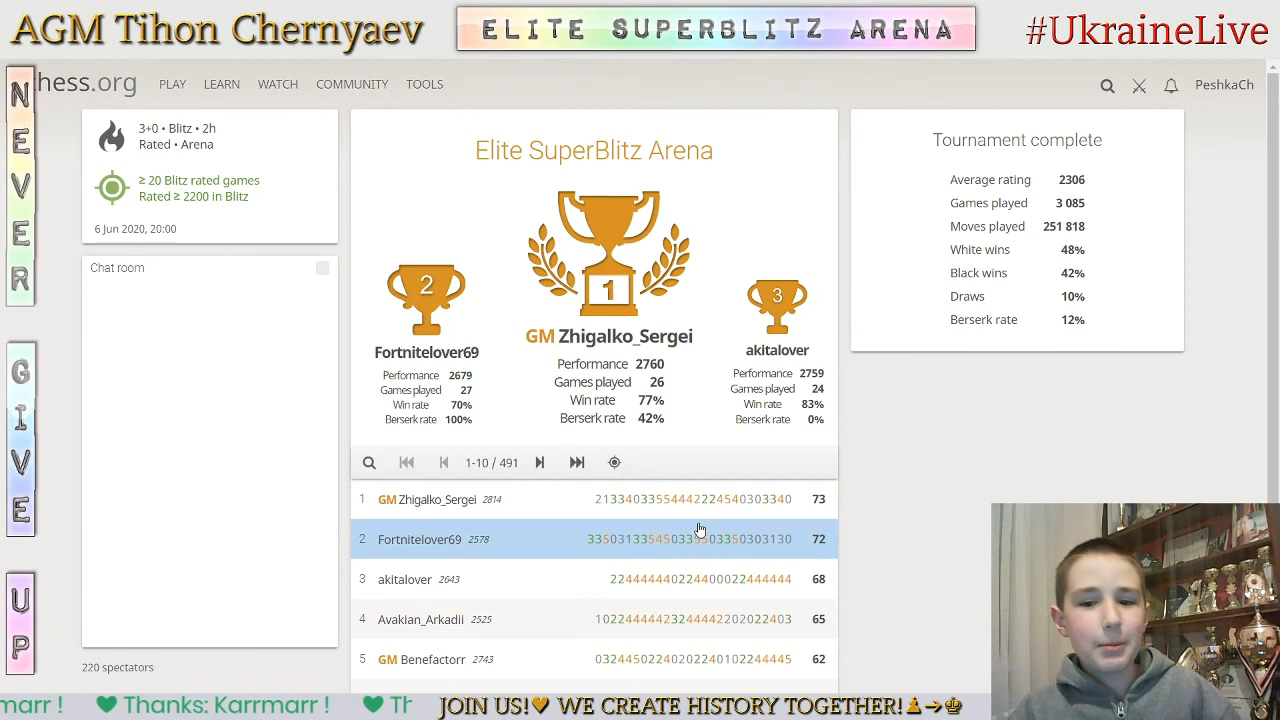 AGM Tihon Chernyaev
ELITE SUPERBLITZ ARENA
#UkraineLive
NEVER
GIVE
UP
hess.org
PLAY LEARN WATCH COMMUNITY TOOLS
PeshkaCh
3+0 • Blitz • 2h
Rated • Arena
≥ 20 Blitz rated games
Rated ≥ 2200 in Blitz
6 Jun 2020, 20:00
Chat room
220 spectators
Elite SuperBlitz Arena
2
Fortnitelover69
Performance 2679
Games played 27
Win rate 70%
Berserk rate 100%
1
GM Zhigalko_Sergei
Performance 2760
Games played 26
Win rate 77%
Berserk rate 42%
3
akitalover
Performance 2759
Games played 24
Win rate 83%
Berserk rate 0%
1-10 / 491
1 GM Zhigalko_Sergei 2814 21334033554442224540303340 73
2 Fortnitelover69 2578 72
3 akitalover 2643 224444440224400022444444 68
4 Avakian_Arkadii 2525 10224444423244442202022403 65
5 GM Benefactorr 2743 03244502240202240102244445 62
Tournament complete
Average rating 2306
Games played 3 085
Moves played 251 818
White wins 48%
Black wins 42%
Draws 10%
Berserk rate 12%
marr !
Thanks: Karrmarr !
Th
JOIN US! WE CREATE HISTORY TOGETHER!